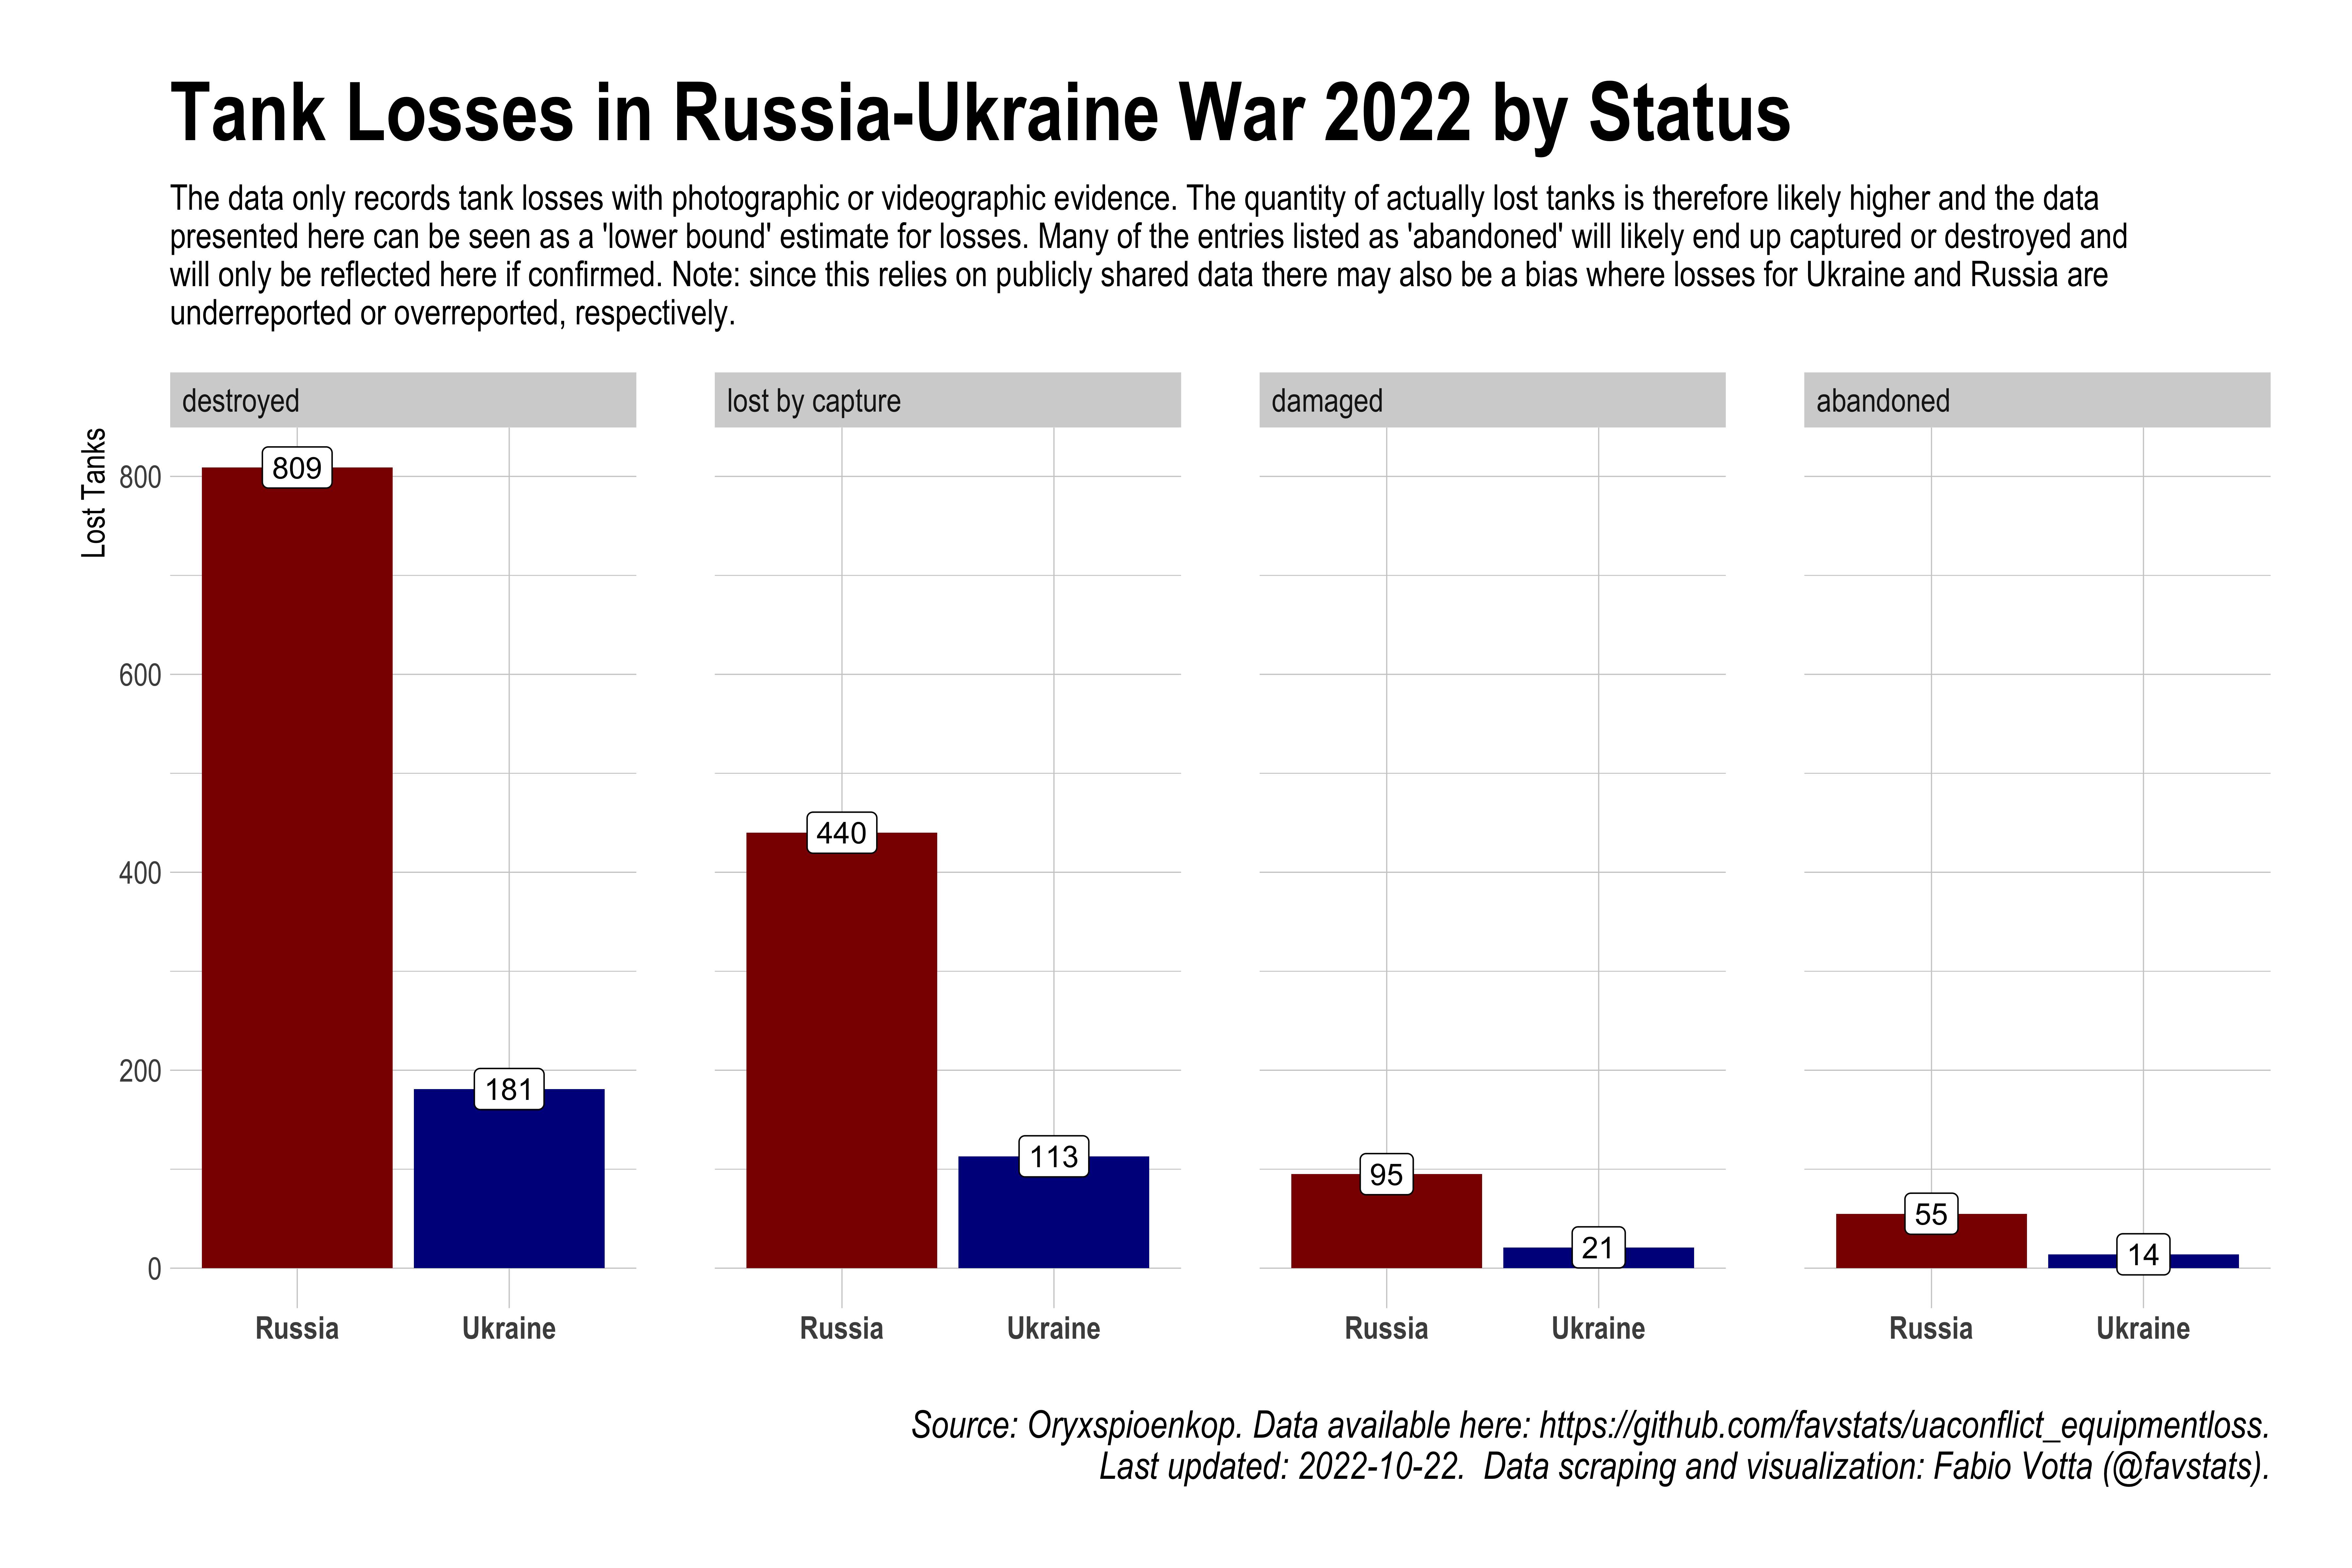 Tank Losses in Russia-Ukraine War 2022 by Status
The data only records tank losses with photographic or videographic evidence. The quantity of actually lost tanks is therefore likely higher and the data
presented here can be seen as a 'lower bound' estimate for losses. Many of the entries listed as 'abandoned' will likely end up captured or destroyed and
will only be reflected here if confirmed. Note: since this relies on publicly shared data there may also be a bias where losses for Ukraine and Russia are
underreported or overreported, respectively.
destroyed
lost by capture
damaged
abandoned
Lost Tanks
800
600
400
200
0
809
181
440
113
95
21
55
14
Russia
Ukraine
Russia
Ukraine
Russia
Ukraine
Russia
Ukraine
Source: Oryxspioenkop. Data available here: https://github.com/favstats/uaconflict_equipmentloss.
Last updated: 2022-10-22.  Data scraping and visualization: Fabio Votta (@favstats).